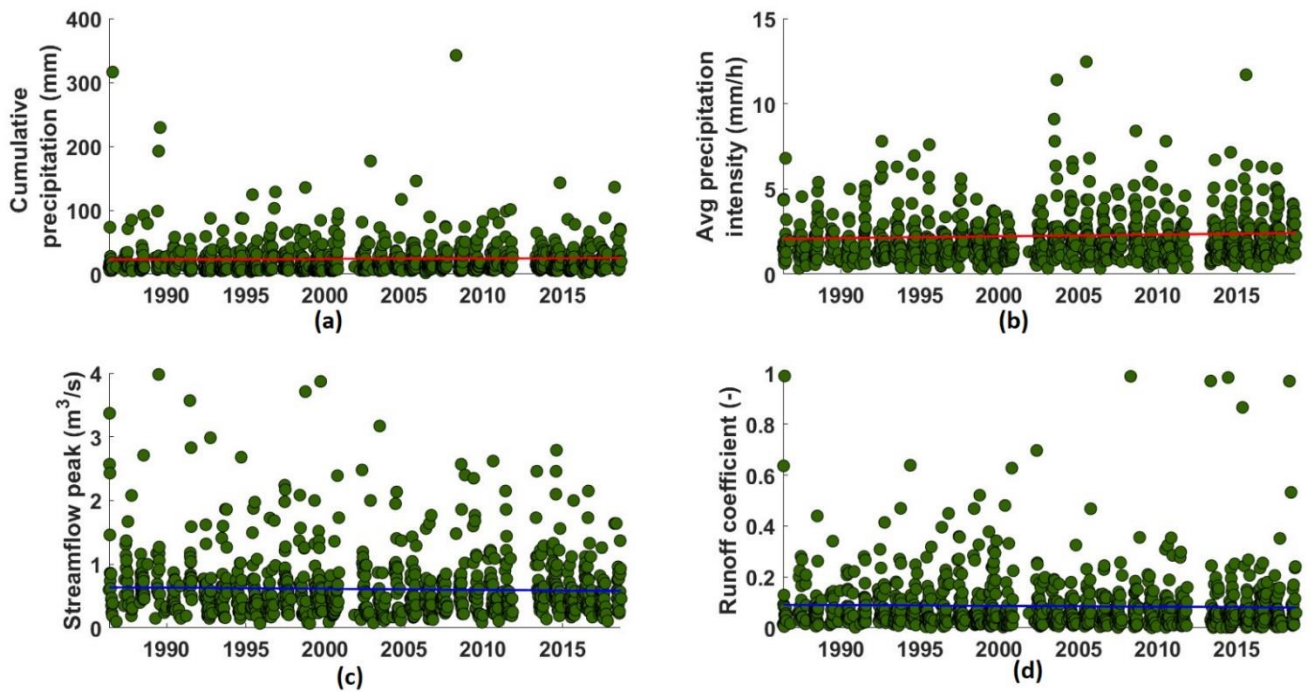 Cumulative
precipitation (mm)
400
300
200
100
0
1990 1995 2000 2005 2010 2015
(a)
Avg precipitation
intensity (mm/h)
15
10
5
0
1990 1995 2000 2005 2010 2015
(b)
Streamflow peak (m³/s)
4
3
2
1
0
1990 1995 2000 2005 2010 2015
(c)
Runoff coefficient (-)
1
0.8
0.6
0.4
0.2
0
1990 1995 2000 2005 2010 2015
(d)